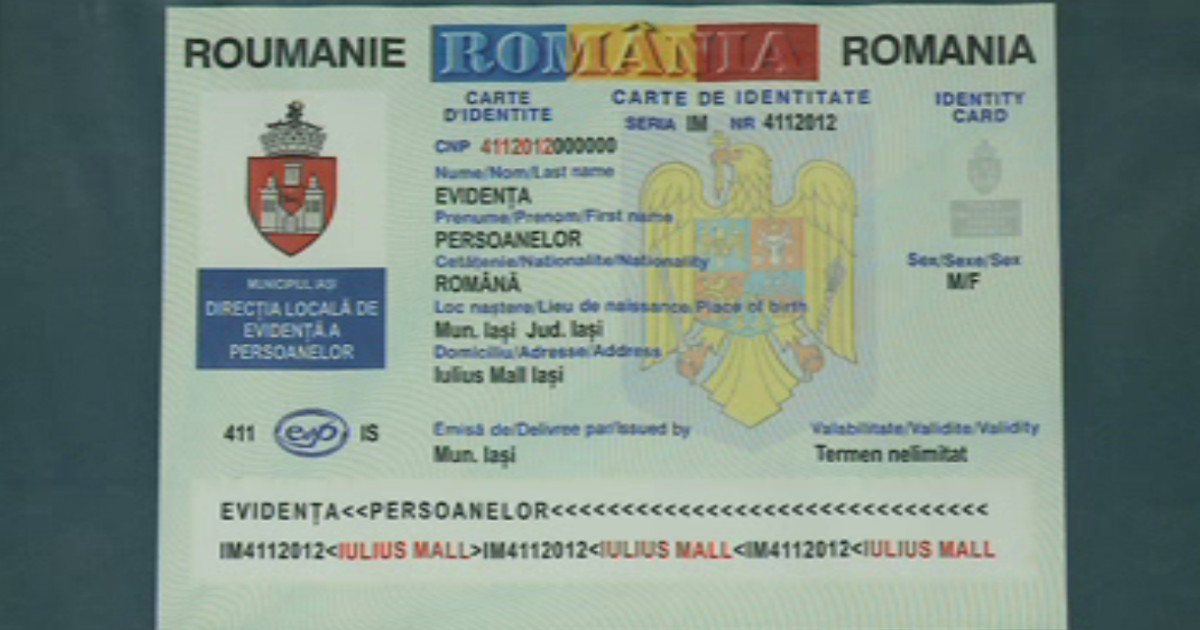 ROUMANIE ROMÂNIA ROMANIA
CARTE D'IDENTITE
CARTE DE IDENTITATE
IDENTITY CARD
SERIA IM NR 4112012
CNP 4112012000000
Nume/Nom/Last name
EVIDENȚA
Prenume/Prenom/First name
PERSOANELOR
Cetățenie/Nationalite/Nationality
ROMÂNĂ
Sex/Sexe/Sex
M/F
Loc naștere/Lieu de naissance/Place of birth
Mun. Iași Jud. Iași
Domiciliu/Adresse/Address
Iulius Mall Iași
MUNICIPIUL IAȘI
DIRECȚIA LOCALĂ DE
EVIDENȚĂ A
PERSOANELOR
411 eap IS
Emisă de/Delivree par/Issued by
Mun. Iași
Valabilitate/Validite/Validity
Termen nelimitat
EVIDENȚA<<PERSOANELOR<<<<<<<<<<<<<<<<<<<<<<<<<<<<<<<
IM4112012<IULIUS MALL>IM4112012<IULIUS MALL<IM4112012<IULIUS MALL